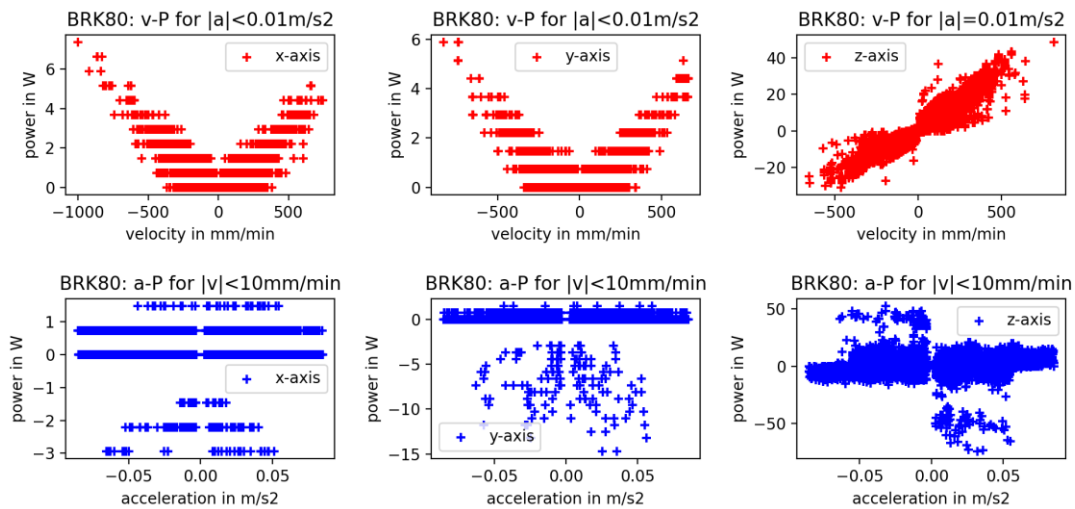 BRK80: v-P for |a|<0.01m/s2
BRK80: v-P for |a|<0.01m/s2
BRK80: v-P for |a|=0.01m/s2
power in W
6
4
2
0
x-axis
−1000
−500
0
500
velocity in mm/min
power in W
6
4
2
0
y-axis
−500
0
500
velocity in mm/min
power in W
40
20
0
−20
z-axis
−500
0
500
velocity in mm/min
BRK80: a-P for |v|<10mm/min
BRK80: a-P for |v|<10mm/min
BRK80: a-P for |v|<10mm/min
power in W
1
0
−1
−2
−3
x-axis
−0.05
0.00
0.05
acceleration in m/s2
power in W
0
−5
−10
−15
y-axis
−0.05
0.00
0.05
acceleration in m/s2
power in W
50
0
−50
z-axis
−0.05
0.00
0.05
acceleration in m/s2